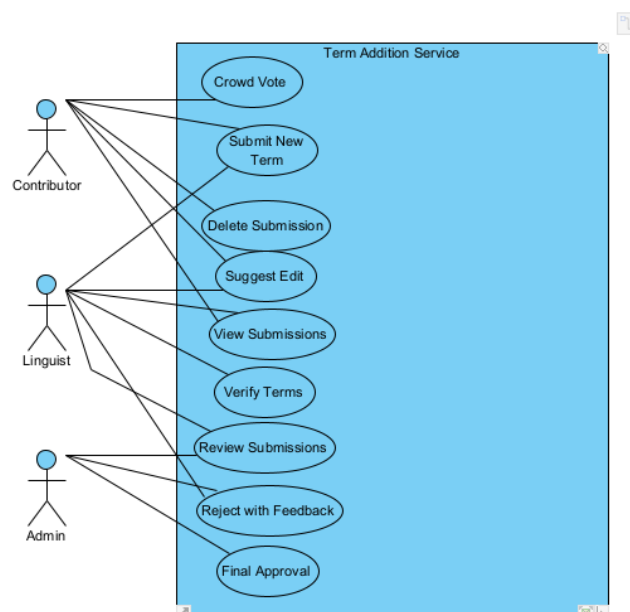 Term Addition Service
Crowd Vote
Submit New
Term
Contributor
Delete Submission
Suggest Edit
View Submissions
Linguist
Verify Terms
Review Submissions
Reject with Feedback
Admin
Final Approval